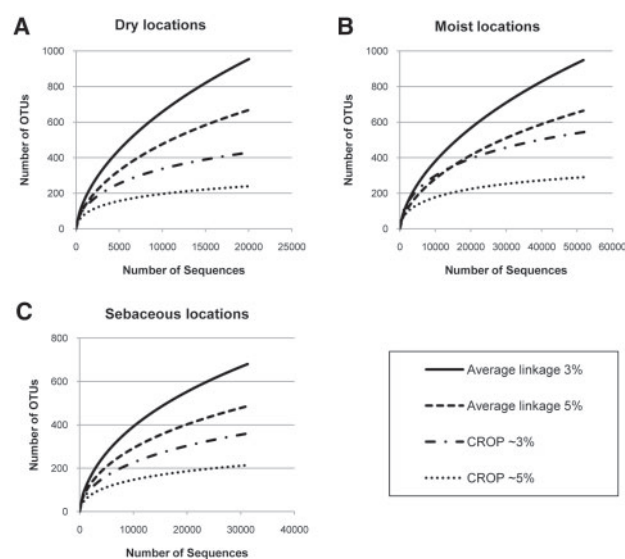 A
Dry locations
Number of OTUs
1000
800
600
400
200
0
0 5000 10000 15000 20000 25000
Number of Sequences
B
Moist locations
Number of OTUs
1000
800
600
400
200
0
0 10000 20000 30000 40000 50000 60000
Number of Sequences
C
Sebaceous locations
Number of OTUs
800
600
400
200
0
0 10000 20000 30000 40000
Number of Sequences
Average linkage 3%
Average linkage 5%
CROP ~3%
CROP ~5%